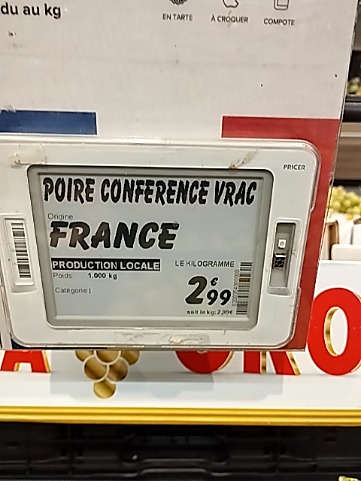 du au kg
EN TARTE
À CROQUER
COMPOTE
PRICER
POIRE CONFERENCE VRAC
Origine
FRANCE
PRODUCTION LOCALE
LE KILOGRAMME
Poids 1.000 kg
Catégorie I
2€99
soit le kg: 2,99€
RO